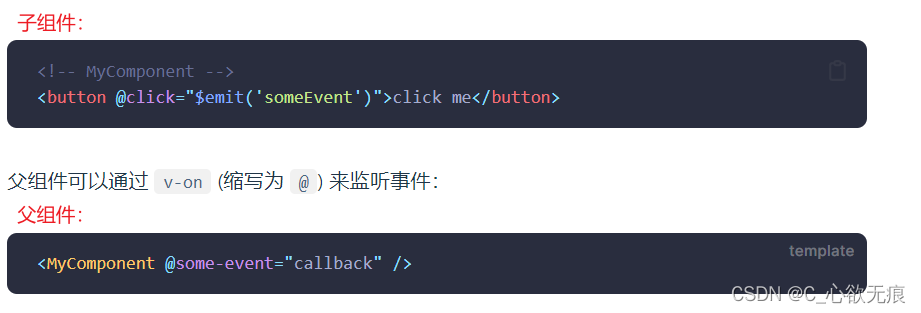 子组件：
<!-- MyComponent -->
<button @click="$emit('someEvent')">click me</button>
父组件可以通过 v-on (缩写为 @) 来监听事件：
父组件：
template
<MyComponent @some-event="callback" />
CSDN @C_心欲无痕